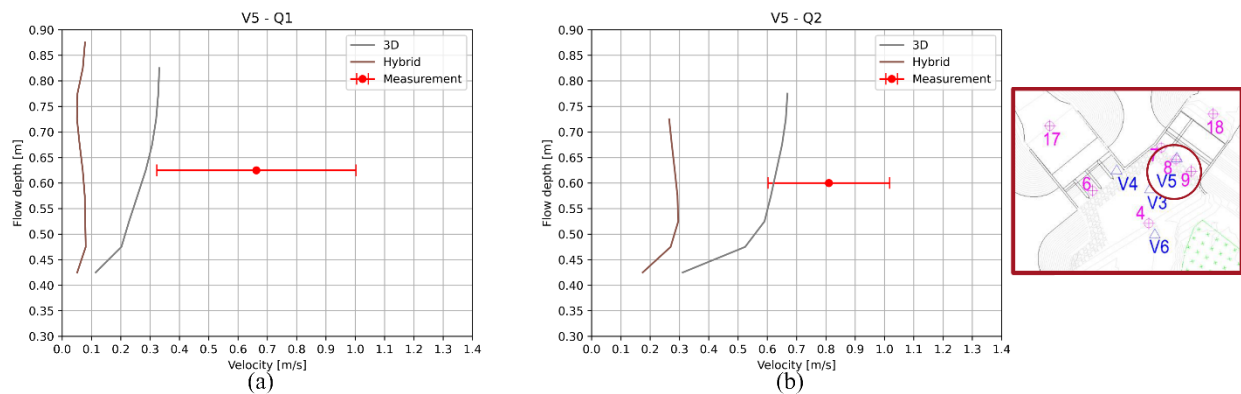 V5 - Q1
0.90
0.85
0.80
0.75
0.70
0.65
0.60
0.55
0.50
0.45
0.40
0.35
0.30
Flow depth [m]
3D
Hybrid
Measurement
0.0 0.1 0.2 0.3 0.4 0.5 0.6 0.7 0.8 0.9 1.0 1.1 1.2 1.3 1.4
Velocity [m/s]
(a)
V5 - Q2
0.90
0.85
0.80
0.75
0.70
0.65
0.60
0.55
0.50
0.45
0.40
0.35
0.30
Flow depth [m]
3D
Hybrid
Measurement
0.0 0.1 0.2 0.3 0.4 0.5 0.6 0.7 0.8 0.9 1.0 1.1 1.2 1.3 1.4
Velocity [m/s]
(b)
17
18
7
8
V4
V5
9
6
V3
4
V6